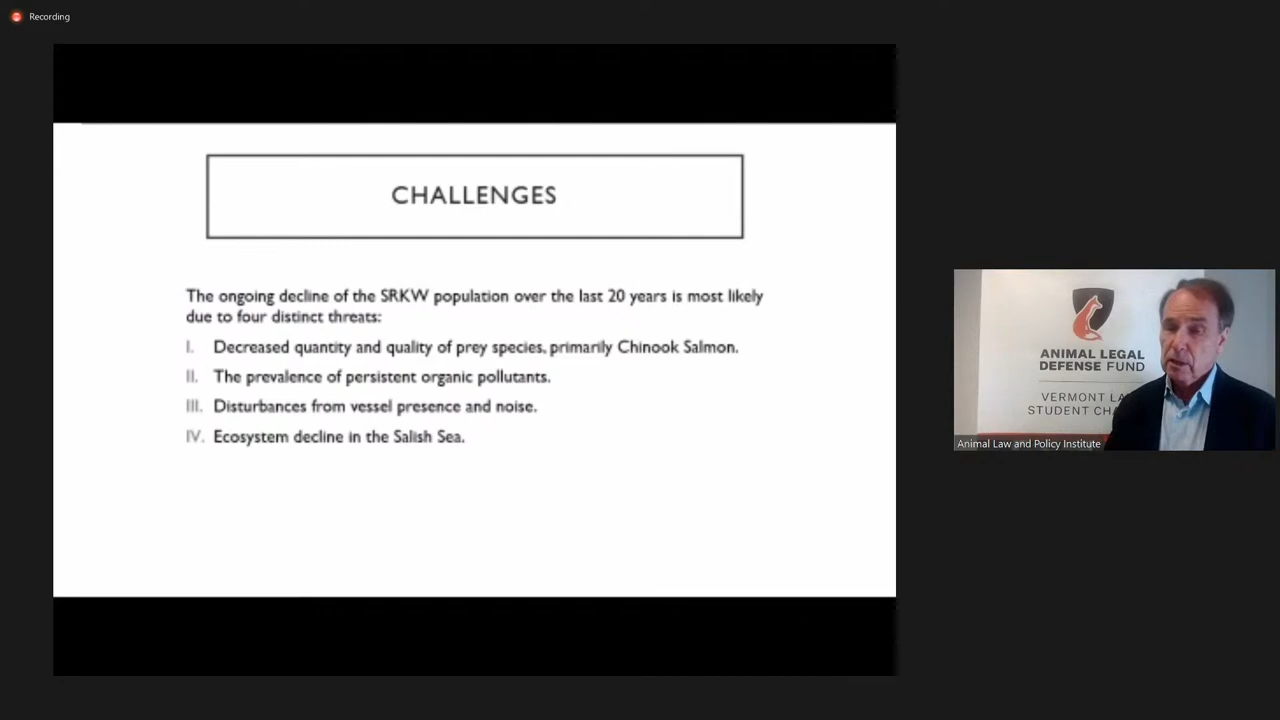 Recording
CHALLENGES
The ongoing decline of the SRKW population over the last 20 years is most likely
due to four distinct threats:
I. Decreased quantity and quality of prey species, primarily Chinook Salmon.
II. The prevalence of persistent organic pollutants.
III. Disturbances from vessel presence and noise.
IV. Ecosystem decline in the Salish Sea.
ANIMAL LEGAL
DEFENSE FUND
VERMONT
STUDENT
Animal Law and Policy Institute